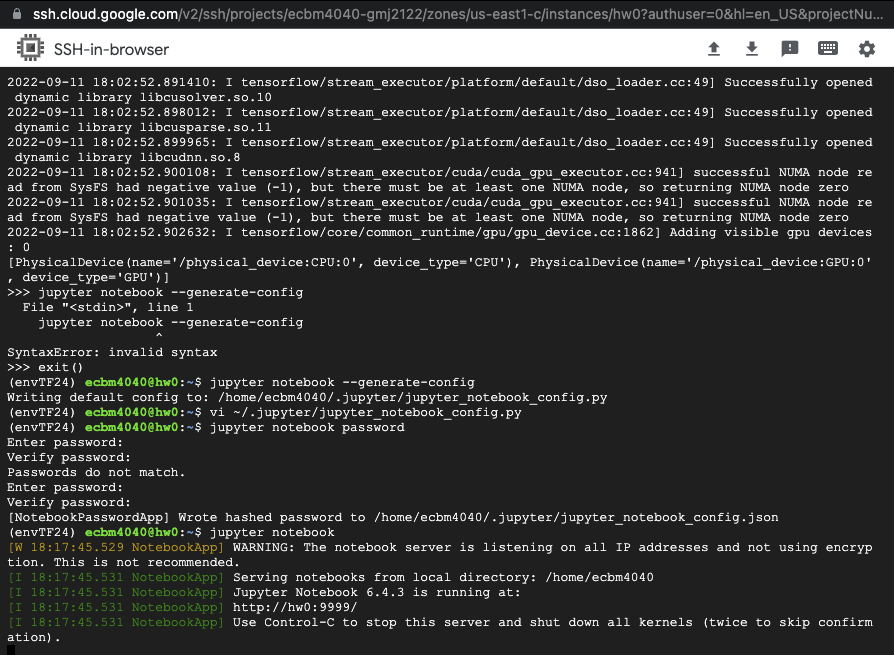 ssh.cloud.google.com/v2/ssh/projects/ecbm4040-gmj2122/zones/us-east1-c/instances/hw0?authuser=0&hl=en_US&projectNu...
SSH-in-browser
2022-09-11 18:02:52.891410: I tensorflow/stream_executor/platform/default/dso_loader.cc:49] Successfully opened
 dynamic library libcusolver.so.10
2022-09-11 18:02:52.898012: I tensorflow/stream_executor/platform/default/dso_loader.cc:49] Successfully opened
 dynamic library libcusparse.so.11
2022-09-11 18:02:52.899965: I tensorflow/stream_executor/platform/default/dso_loader.cc:49] Successfully opened
 dynamic library libcudnn.so.8
2022-09-11 18:02:52.900108: I tensorflow/stream_executor/cuda/cuda_gpu_executor.cc:941] successful NUMA node re
ad from SysFS had negative value (-1), but there must be at least one NUMA node, so returning NUMA node zero
2022-09-11 18:02:52.901035: I tensorflow/stream_executor/cuda/cuda_gpu_executor.cc:941] successful NUMA node re
ad from SysFS had negative value (-1), but there must be at least one NUMA node, so returning NUMA node zero
2022-09-11 18:02:52.902632: I tensorflow/core/common_runtime/gpu/gpu_device.cc:1862] Adding visible gpu devices
: 0
[PhysicalDevice(name='/physical_device:CPU:0', device_type='CPU'), PhysicalDevice(name='/physical_device:GPU:0'
, device_type='GPU')]
>>> jupyter notebook --generate-config
  File "<stdin>", line 1
    jupyter notebook --generate-config
                   ^
SyntaxError: invalid syntax
>>> exit()
(envTF24) ecbm4040@hw0:~$ jupyter notebook --generate-config
Writing default config to: /home/ecbm4040/.jupyter/jupyter_notebook_config.py
(envTF24) ecbm4040@hw0:~$ vi ~/.jupyter/jupyter_notebook_config.py
(envTF24) ecbm4040@hw0:~$ jupyter notebook password
Enter password:
Verify password:
Passwords do not match.
Enter password:
Verify password:
[NotebookPasswordApp] Wrote hashed password to /home/ecbm4040/.jupyter/jupyter_notebook_config.json
(envTF24) ecbm4040@hw0:~$ jupyter notebook
[W 18:17:45.529 NotebookApp] WARNING: The notebook server is listening on all IP addresses and not using encryp
tion. This is not recommended.
[I 18:17:45.531 NotebookApp] Serving notebooks from local directory: /home/ecbm4040
[I 18:17:45.531 NotebookApp] Jupyter Notebook 6.4.3 is running at:
[I 18:17:45.531 NotebookApp] http://hw0:9999/
[I 18:17:45.531 NotebookApp] Use Control-C to stop this server and shut down all kernels (twice to skip confirm
ation).